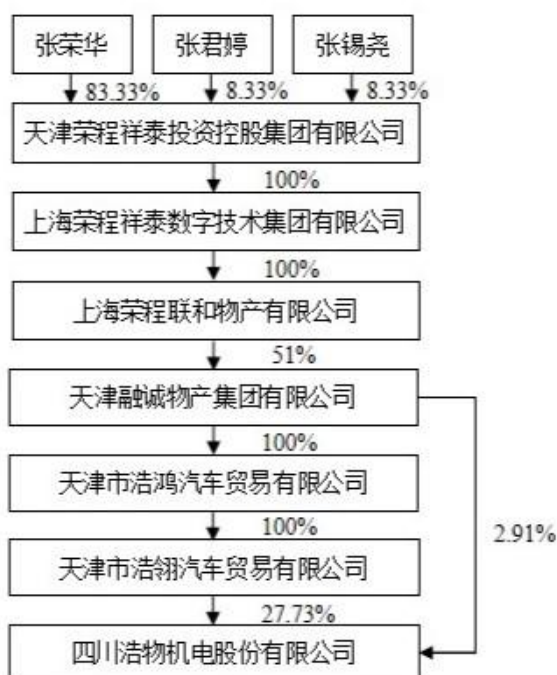 张荣华 张君婷 张锡尧
83.33% 8.33% 8.33%
天津荣程祥泰投资控股集团有限公司
100%
上海荣程祥泰数字技术集团有限公司
100%
上海荣程联和物产有限公司
51%
天津融诚物产集团有限公司
100%
天津市浩鸿汽车贸易有限公司
100%
2.91%
天津市浩翎汽车贸易有限公司
27.73%
四川浩物机电股份有限公司